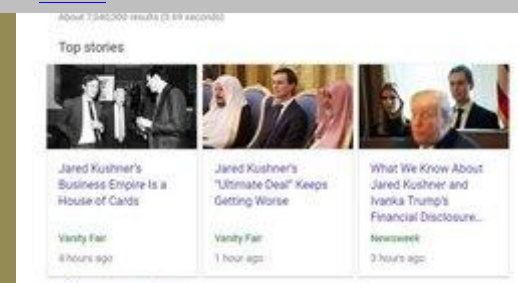 About 7,040,000 results (0.69 seconds)
Top stories
Jared Kushner's
Business Empire Is a
House of Cards
Vanity Fair
4 hours ago
Jared Kushner's
"Ultimate Deal" Keeps
Getting Worse
Vanity Fair
1 hour ago
What We Know About
Jared Kushner and
Ivanka Trump's
Financial Disclosure...
Newsweek
3 hours ago